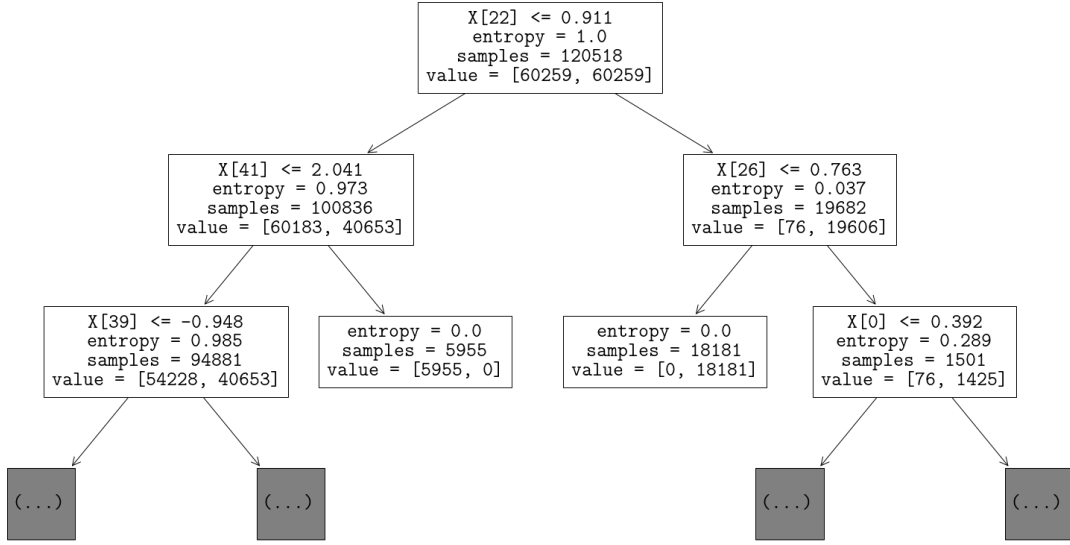 X[22] <= 0.911
entropy = 1.0
samples = 120518
value = [60259, 60259]
X[41] <= 2.041
entropy = 0.973
samples = 100836
value = [60183, 40653]
X[26] <= 0.763
entropy = 0.037
samples = 19682
value = [76, 19606]
X[39] <= -0.948
entropy = 0.985
samples = 94881
value = [54228, 40653]
entropy = 0.0
samples = 5955
value = [5955, 0]
entropy = 0.0
samples = 18181
value = [0, 18181]
X[0] <= 0.392
entropy = 0.289
samples = 1501
value = [76, 1425]
(...)
(...)
(...)
(...)